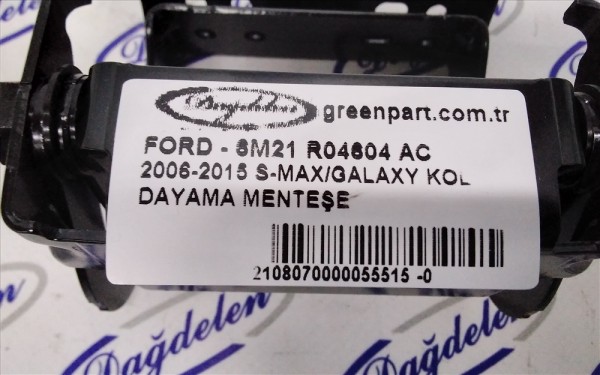 Dağdelen
greenpart.com.tr
FORD - 6M21 R04604 AC
2006-2015 S-MAX/GALAXY KOL
DAYAMA MENTEŞE
2108070000055515 -0
Dağdelen